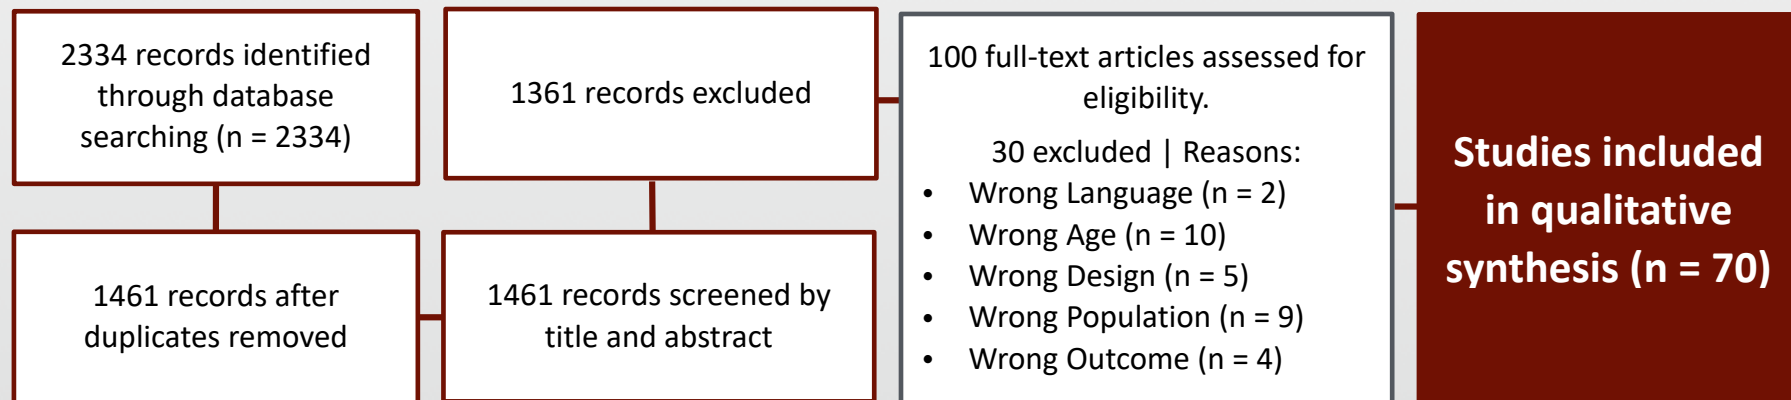 2334 records identified
through database
searching (n = 2334)
1461 records after
duplicates removed
1461 records screened by
title and abstract
1361 records excluded
100 full-text articles assessed for
eligibility.
30 excluded | Reasons:
• Wrong Language (n = 2)
• Wrong Age (n = 10)
• Wrong Design (n = 5)
• Wrong Population (n = 9)
• Wrong Outcome (n = 4)
Studies included
in qualitative
synthesis (n = 70)